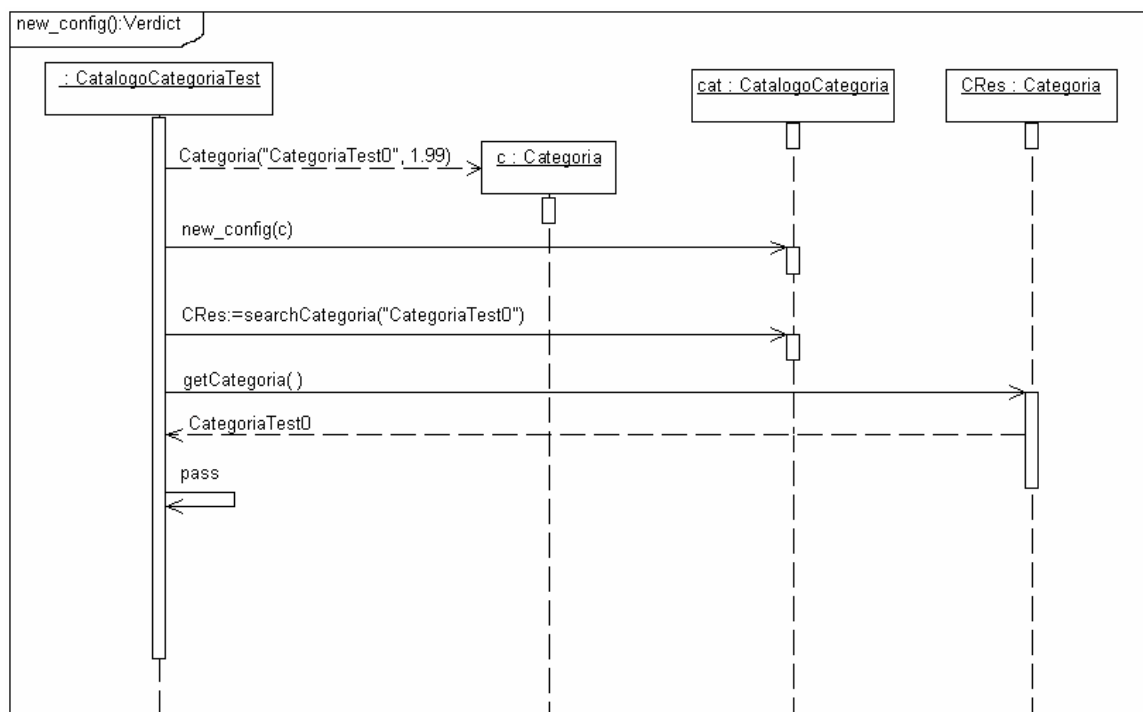 new_config():Verdict
: CatalogoCategoriaTest
cat : CatalogoCategoria
CRes : Categoria
Categoria("CategoriaTest0", 1.99)
c : Categoria
new_config(c)
CRes:=searchCategoria("CategoriaTest0")
getCategoria( )
CategoriaTest0
pass